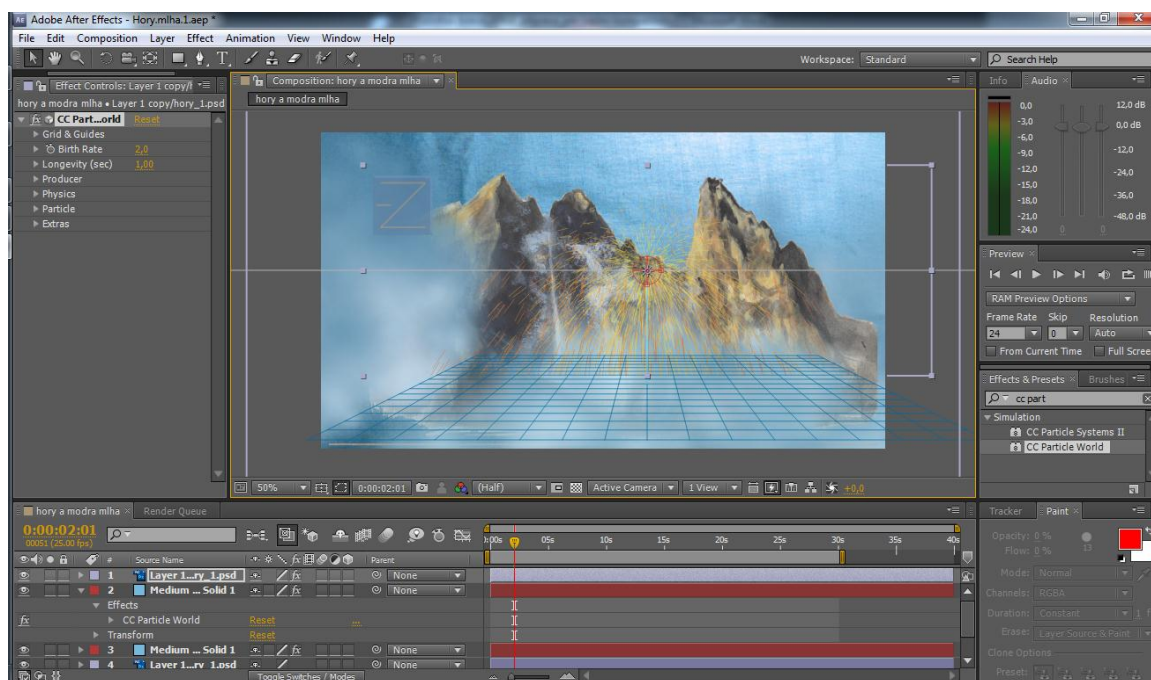 Adobe After Effects - Hory.mlha.1.aep *
File Edit Composition Layer Effect Animation View Window Help
Workspace: Standard
Search Help
Effect Controls: Layer 1 copy/
hory a modra mlha • Layer 1 copy/hory_1.psd
fx CC Part...orld Reset
Grid & Guides
Birth Rate 2,0
Longevity (sec) 1,00
Producer
Physics
Particle
Extras
Composition: hory a modra mlha
hory a modra mlha
50% 0:00:02:01 (Half) Active Camera 1 View +0,0
Info Audio
0,0 12,0 dB
-3,0 0,0 dB
-6,0
-9,0 -12,0
-12,0 -24,0
-15,0
-18,0 -36,0
-21,0 -48,0 dB
-24,0 0 0
Preview
RAM Preview Options
Frame Rate Skip Resolution
24 0 Auto
From Current Time Full Scree
Effects & Presets Brushes
cc part
Simulation
CC Particle Systems II
CC Particle World
hory a modra mlha Render Queue
0:00:02:01
00051 (25.00 fps)
0:00s 05s 10s 15s 20s 25s 30s 35s 40s
# Source Name fx Parent
1 Layer 1...ry_1.psd fx None
2 Medium ... Solid 1 fx None
Effects
fx CC Particle World Reset ...
Transform Reset
3 Medium ... Solid 1 fx None
4 Layer 1...ry_1.psd None
Toggle Switches / Modes
Tracker Paint
Opacity: 0 %
Flow: 0 % 13
Mode: Normal
Channels: RGBA
Duration: Constant 1 f
Erase: Layer Source & Paint
Clone Options
Preset: